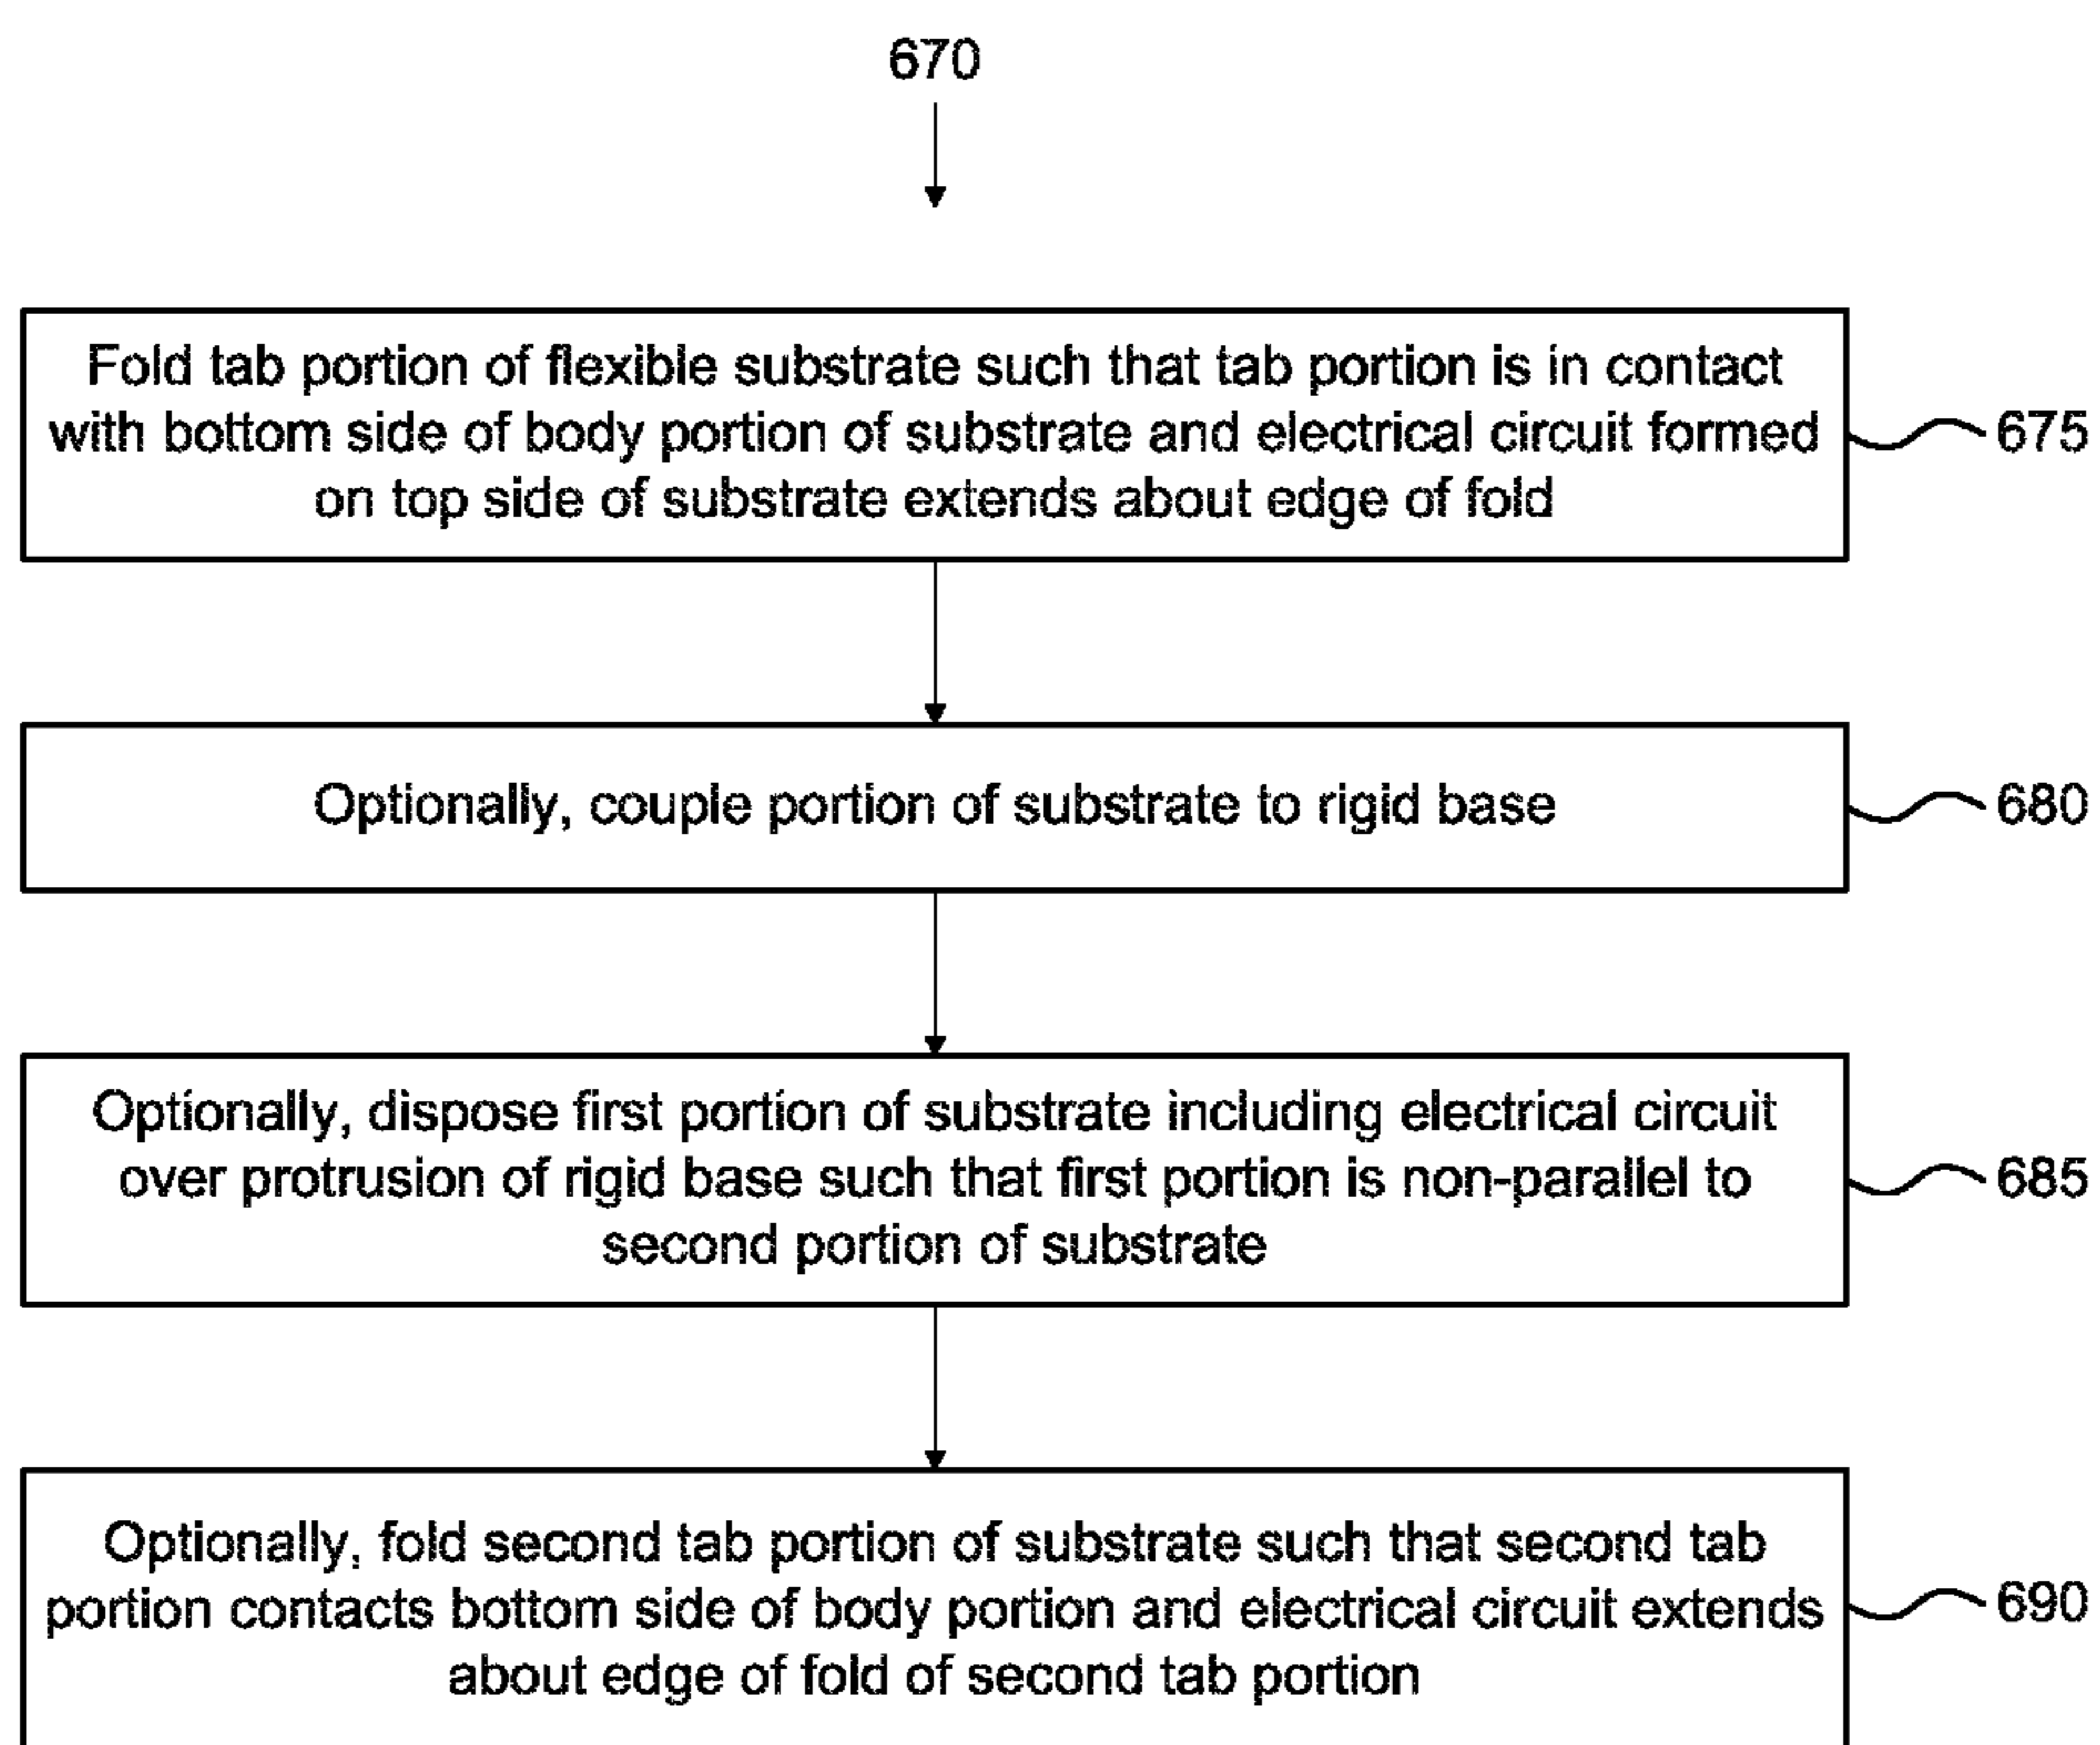 670
Fold tab portion of flexible substrate such that tab portion is in contact
with bottom side of body portion of substrate and electrical circuit formed
on top side of substrate extends about edge of fold
675
Optionally, couple portion of substrate to rigid base
680
Optionally, dispose first portion of substrate including electrical circuit
over protrusion of rigid base such that first portion is non-parallel to
second portion of substrate
685
Optionally, fold second tab portion of substrate such that second tab
portion contacts bottom side of body portion and electrical circuit extends
about edge of fold of second tab portion
690